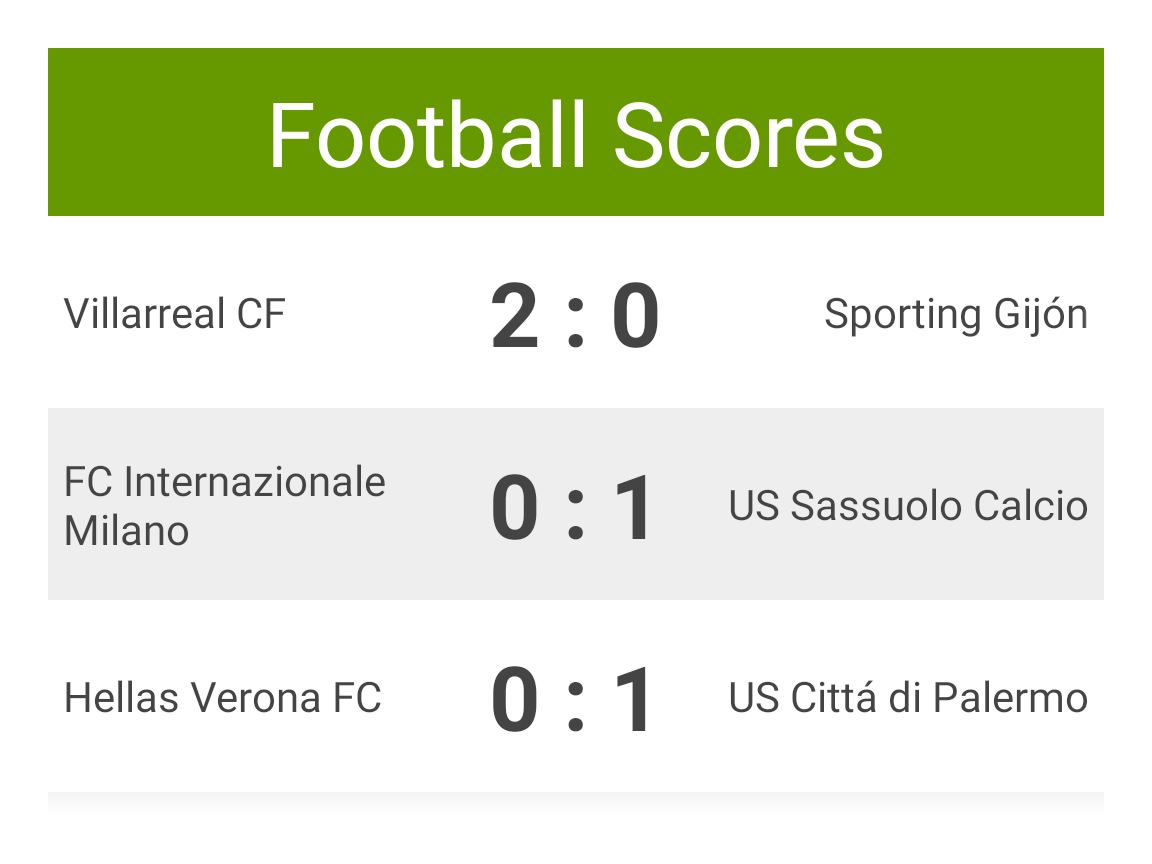 Football Scores
Villarreal CF 2 : 0 Sporting Gijón
FC Internazionale
Milano 0 : 1 US Sassuolo Calcio
Hellas Verona FC 0 : 1 US Cittá di Palermo